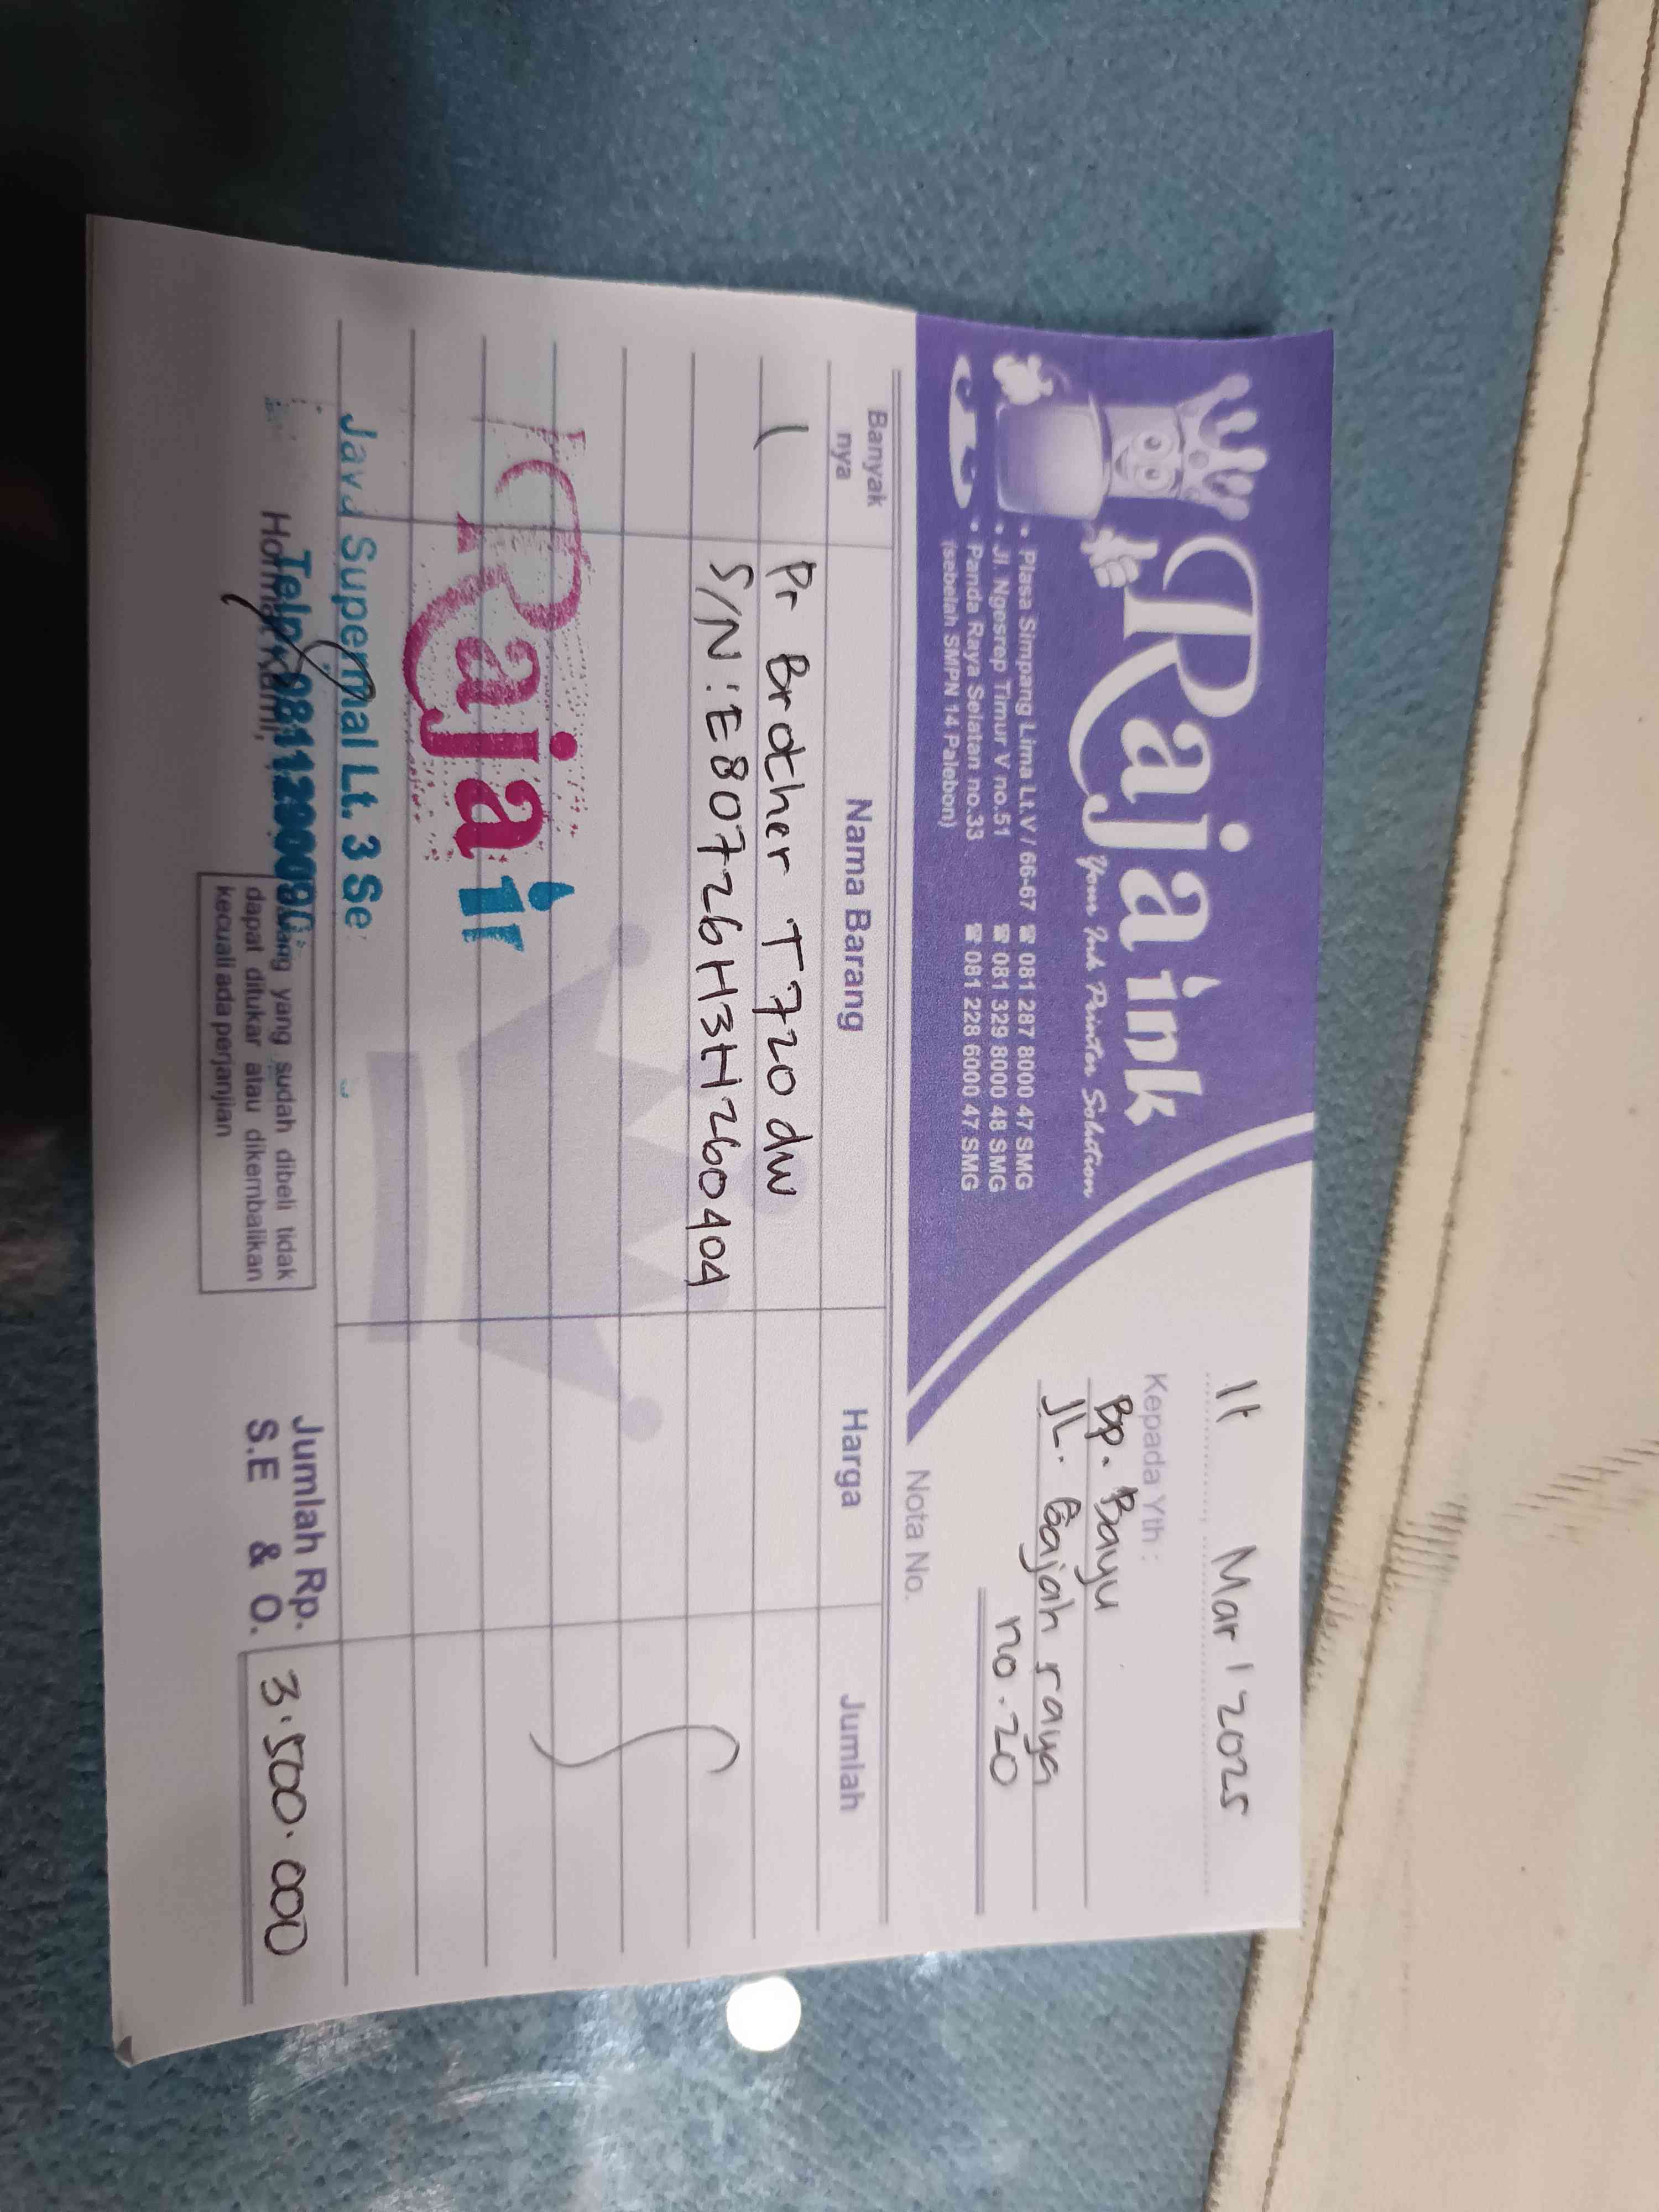 Raja ink
Your Ink Printer Solution
• Plasa Simpang Lima Lt.V / 66-67 ☎ 081 287 8000 47 SMG
• Jl. Ngesrep Timur V no.51 ☎ 081 329 8000 48 SMG
• Panda Raya Selatan no.33 ☎ 081 228 6000 47 SMG
(sebelah SMPN 14 Palebon)
Mar 2025
Kepada Yth :
Bp. Bayu
JL. Gajah raya
no. 20
Nota No.
Banyak nya Nama Barang Harga Jumlah
1 Pr Brother T720 dw
S/N : E80726H3H260404
Raja
Java Supermal Lt. 3 Se
Telp
Hormat Kami,
yang sudah dibeli tidak
dapat ditukar atau dikembalikan
kecuali ada perjanjian
Jumlah Rp. 3.500.000
S.E & O.